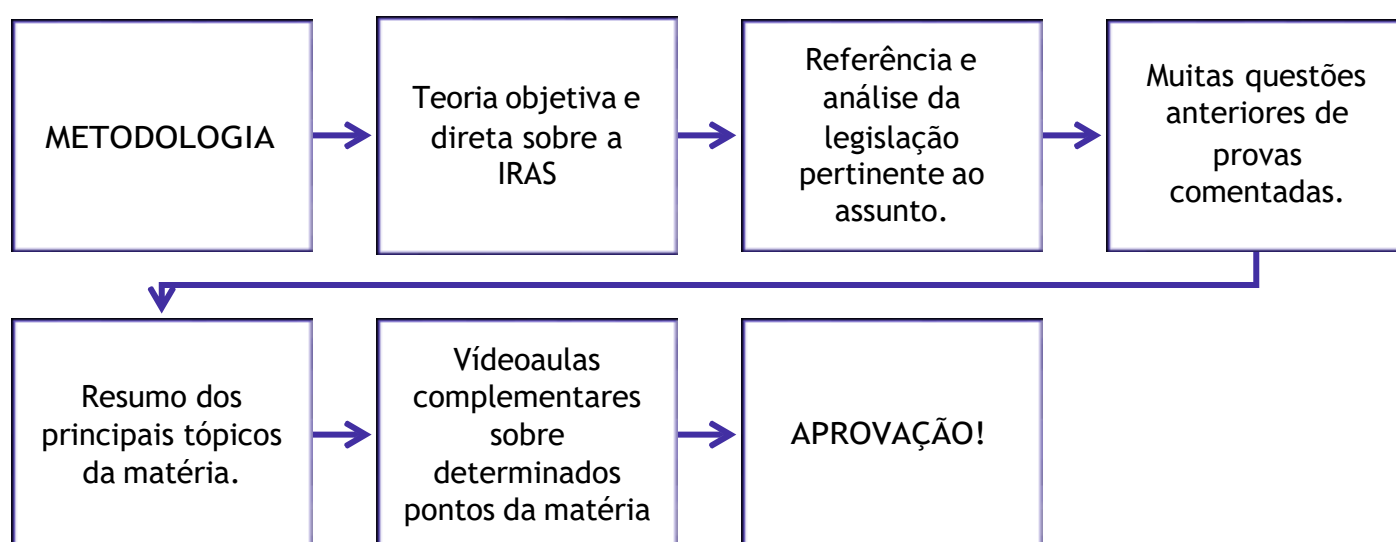 METODOLOGIA
Teoria objetiva e
direta sobre a
IRAS
Referência e
análise da
legislação
pertinente ao
assunto.
Muitas questões
anteriores de
provas
comentadas.
Resumo dos
principais tópicos
da matéria.
Vídeoaulas
complementares
sobre
determinados
pontos da matéria
APROVAÇÃO!